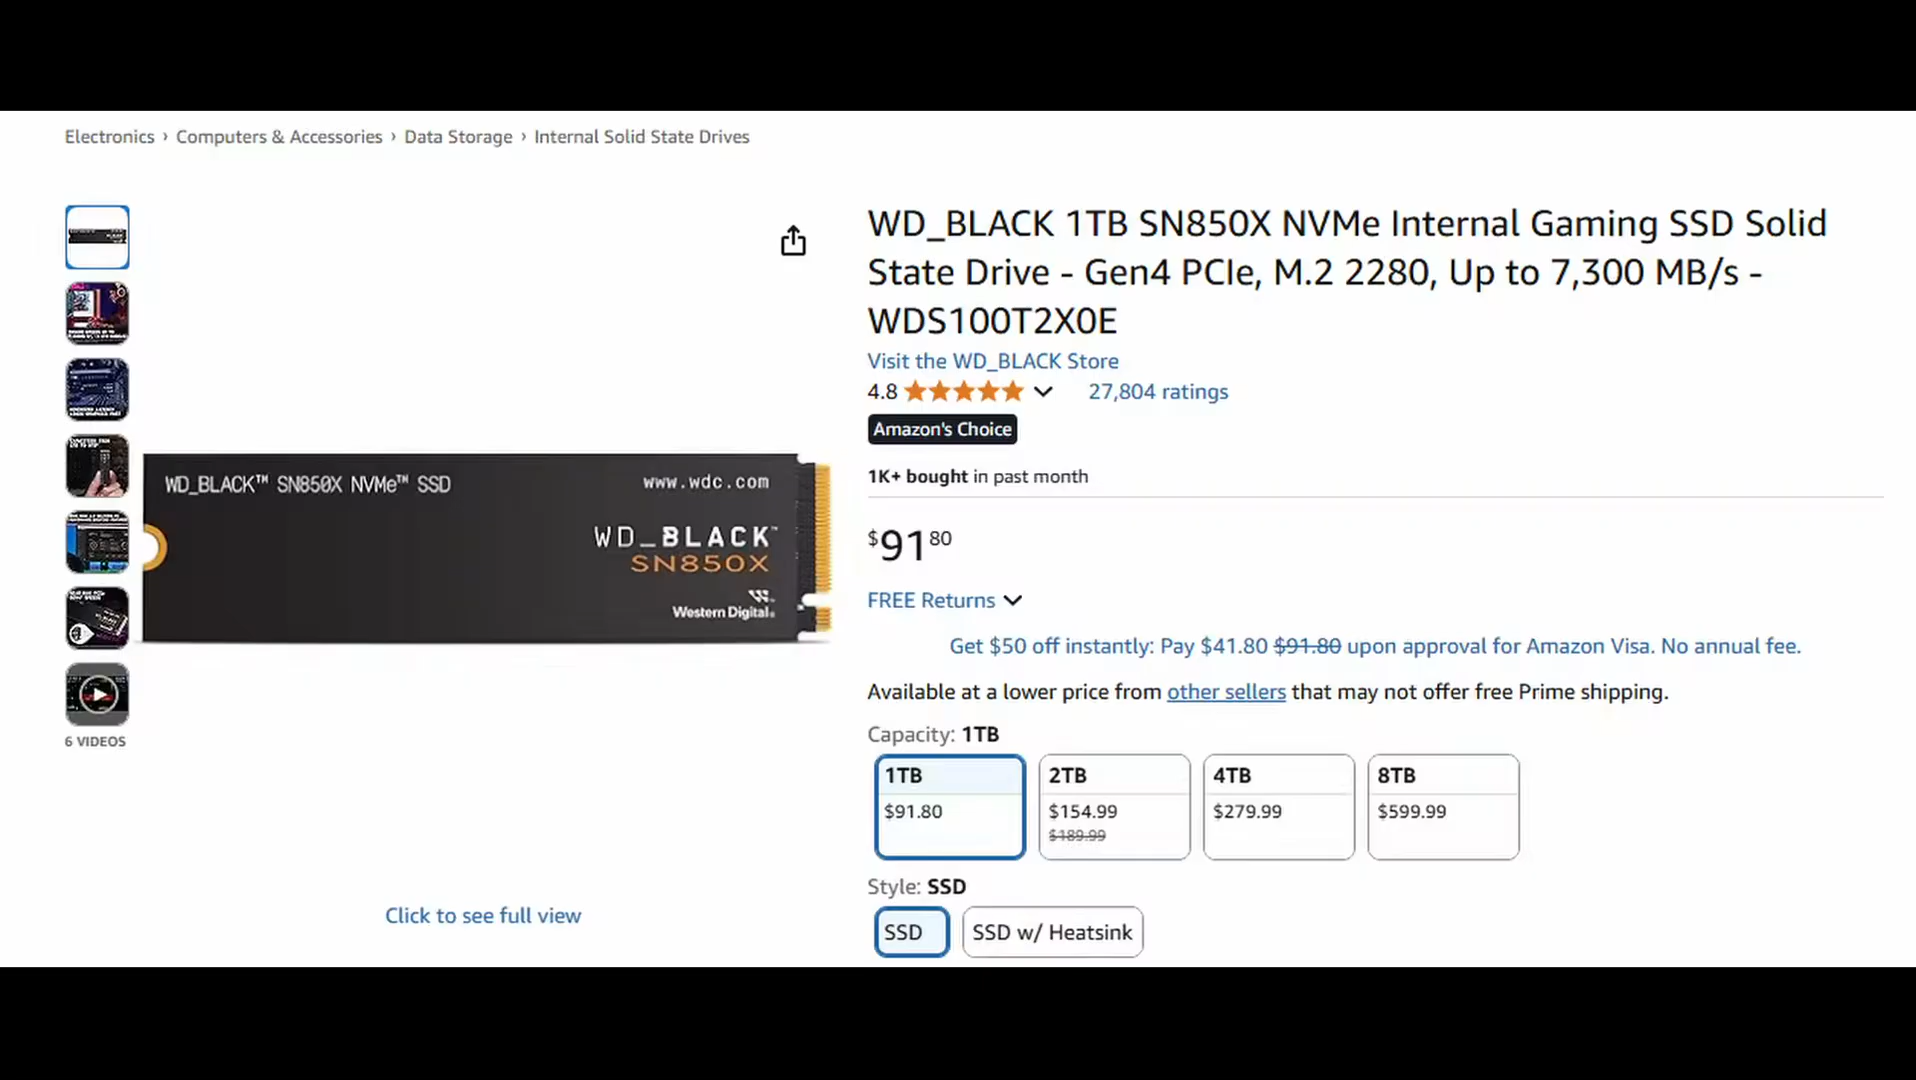 Electronics › Computers & Accessories › Data Storage › Internal Solid State Drives
WD_BLACK 1TB SN850X NVMe Internal Gaming SSD Solid
State Drive - Gen4 PCIe, M.2 2280, Up to 7,300 MB/s -
WDS100T2X0E
Visit the WD_BLACK Store
4.8 27,804 ratings
Amazon's Choice
1K+ bought in past month
$91.80
FREE Returns
Get $50 off instantly: Pay $41.80 $91.80 upon approval for Amazon Visa. No annual fee.
Available at a lower price from other sellers that may not offer free Prime shipping.
Capacity: 1TB
1TB 2TB 4TB 8TB
$91.80 $154.99 $279.99 $599.99
$189.99
Style: SSD
SSD SSD w/ Heatsink
WD_BLACK™ SN850X NVMe™ SSD www.wdc.com
WD_BLACK™
SN850X
Western Digital®
6 VIDEOS
Click to see full view